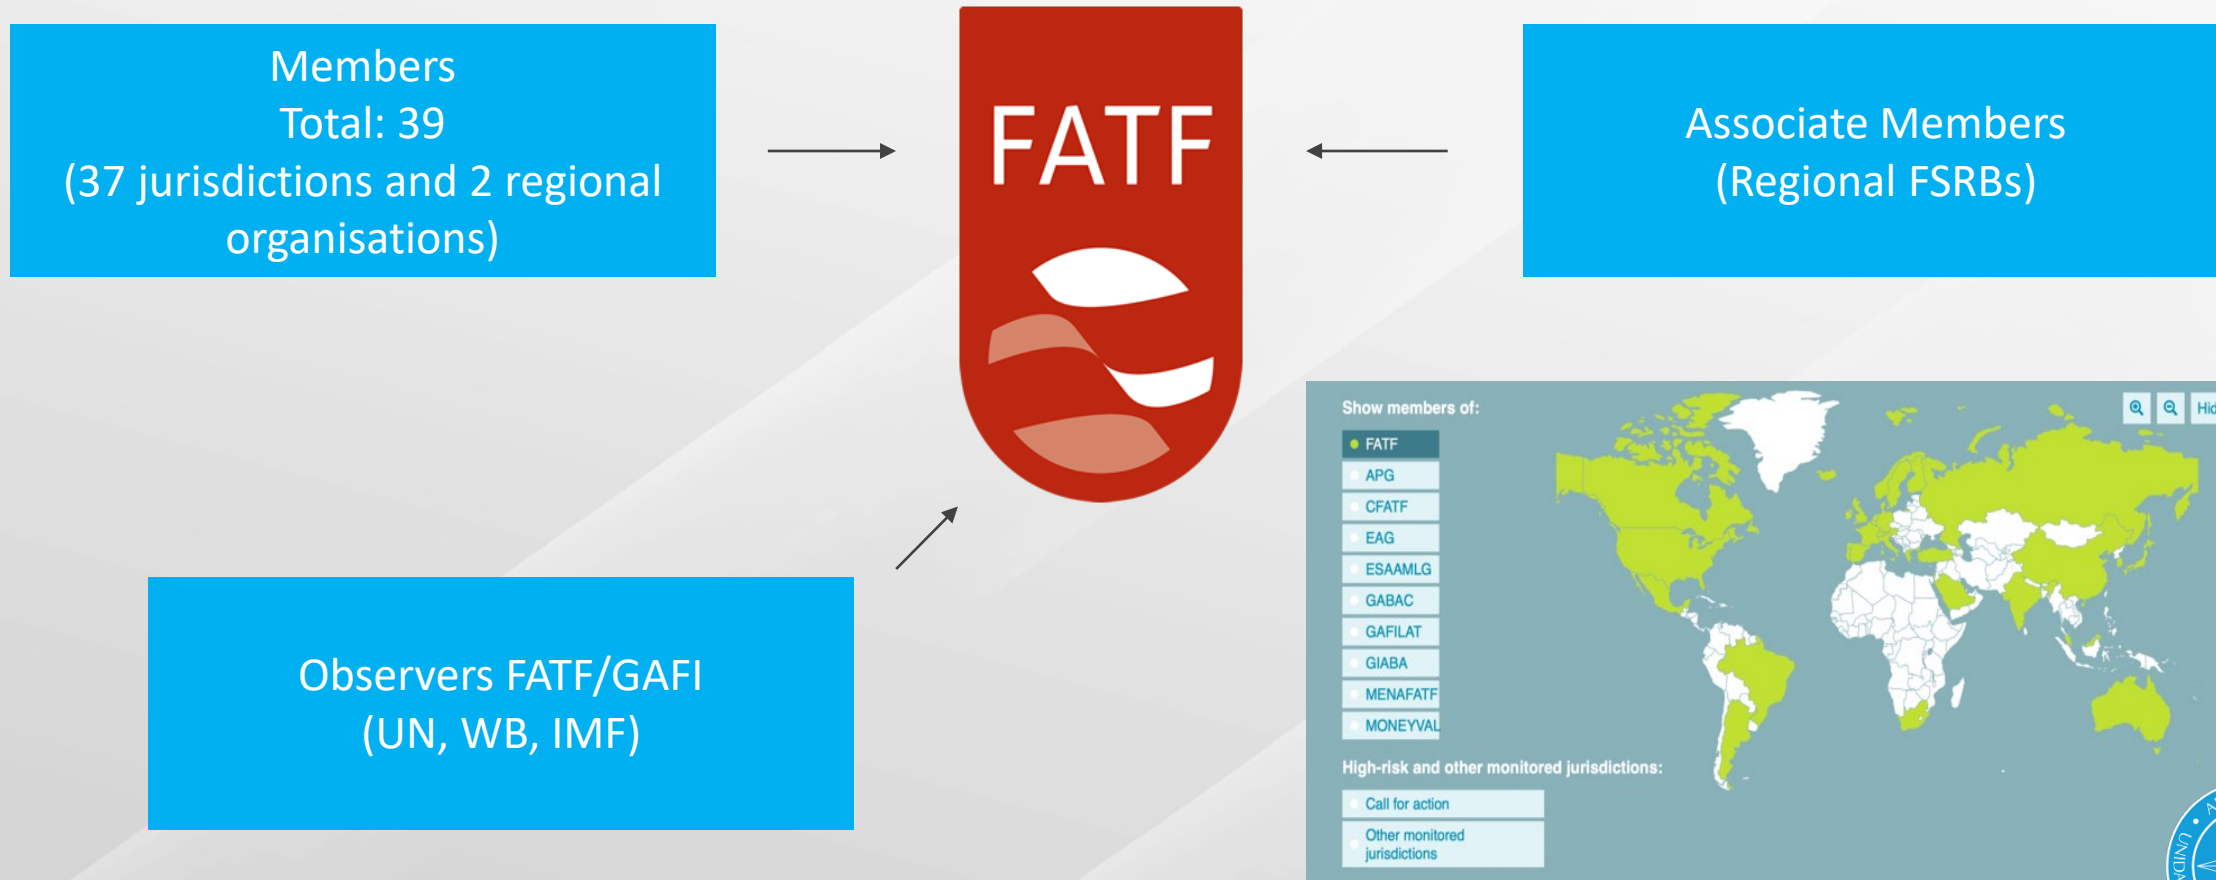 Members
Total: 39
(37 jurisdictions and 2 regional
organisations)
FATF
Associate Members
(Regional FSRBs)
Observers FATF/GAFI
(UN, WB, IMF)
Show members of:
FATF
APG
CFATF
EAG
ESAAMLG
GABAC
GAFILAT
GIABA
MENAFATF
MONEYVAL
High-risk and other monitored jurisdictions:
Call for action
Other monitored
jurisdictions